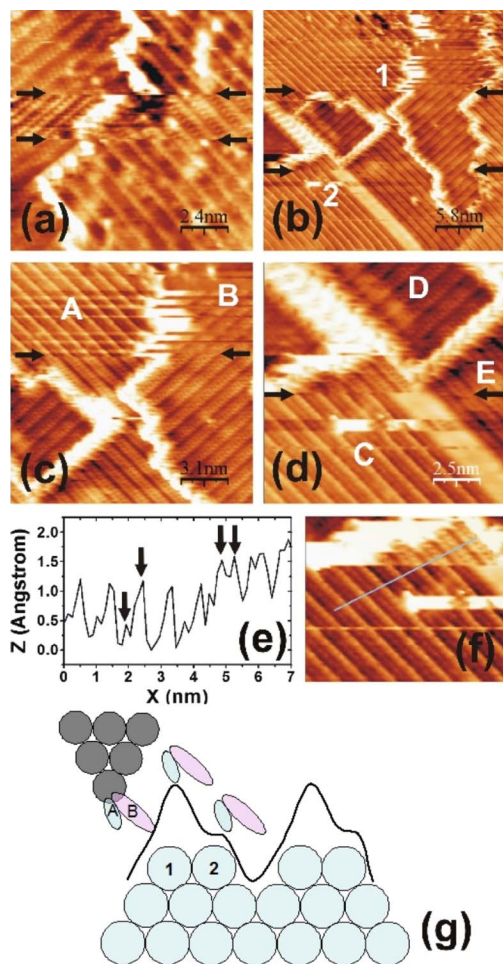 (a)
2.4nm
1
2
(b)
5.8nm
A
B
(c)
3.1nm
D
E
C
(d)
2.5nm
Z (Angstrom)
2.0
1.5
1.0
0.5
0.0
0 1 2 3 4 5 6 7
X (nm)
(e)
(f)
A B
1 2
(g)